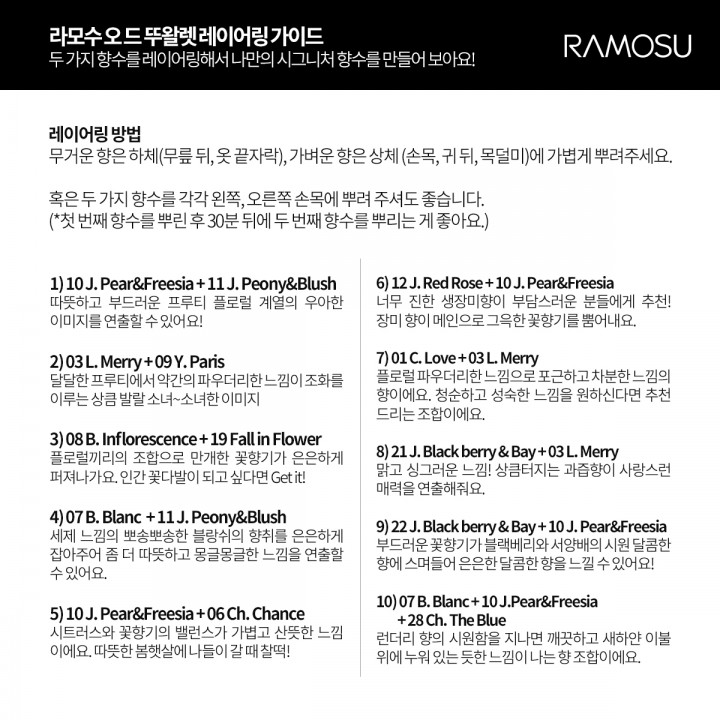 라모수 오 드 뚜왈렛 레이어링 가이드
두 가지 향수를 레이어링해서 나만의 시그니처 향수를 만들어 보아요!
RAMOSU
레이어링 방법
무거운 향은 하체(무릎 뒤, 옷 끝자락), 가벼운 향은 상체 (손목, 귀 뒤, 목덜미)에 가볍게 뿌려주세요.
혹은 두 가지 향수를 각각 왼쪽, 오른쪽 손목에 뿌려 주셔도 좋습니다.
(*첫 번째 향수를 뿌린 후 30분 뒤에 두 번째 향수를 뿌리는 게 좋아요.)
1) 10 J. Pear&Freesia + 11 J. Peony&Blush
따뜻하고 부드러운 프루티 플로럴 계열의 우아한
이미지를 연출할 수 있어요!
2) 03 L. Merry + 09 Y. Paris
달달한 프루티에서 약간의 파우더리한 느낌이 조화를
이루는 상큼 발랄 소녀~소녀한 이미지
3) 08 B. Inflorescence + 19 Fall in Flower
플로럴끼리의 조합으로 만개한 꽃향기가 은은하게
퍼져나가요. 인간 꽃다발이 되고 싶다면 Get it!
4) 07 B. Blanc + 11 J. Peony&Blush
세제 느낌의 뽀송뽀송한 블랑쉬의 향취를 은은하게
잡아주어 좀 더 따뜻하고 몽글몽글한 느낌을 연출할
수 있어요.
5) 10 J. Pear&Freesia + 06 Ch. Chance
시트러스와 꽃향기의 밸런스가 가볍고 산뜻한 느낌
이에요. 따뜻한 봄햇살에 나들이 갈 때 찰떡!
6) 12 J. Red Rose + 10 J. Pear&Freesia
너무 진한 생장미향이 부담스러운 분들에게 추천!
장미 향이 메인으로 그윽한 꽃향기를 뿜어내요.
7) 01 C. Love + 03 L. Merry
플로럴 파우더리한 느낌으로 포근하고 차분한 느낌의
향이에요. 청순하고 성숙한 느낌을 원하신다면 추천
드리는 조합이에요.
8) 21 J. Black berry & Bay + 03 L. Merry
맑고 싱그러운 느낌! 상큼터지는 과즙향이 사랑스런
매력을 연출해줘요.
9) 22 J. Black berry & Bay + 10 J. Pear&Freesia
부드러운 꽃향기가 블랙베리와 서양배의 시원 달콤한
향에 스며들어 은은한 달콤한 향을 느낄 수 있어요!
10) 07 B. Blanc + 10 J.Pear&Freesia
+ 28 Ch. The Blue
런더리 향의 시원함을 지나면 깨끗하고 새하얀 이불
위에 누워 있는 듯한 느낌이 나는 향 조합이에요.